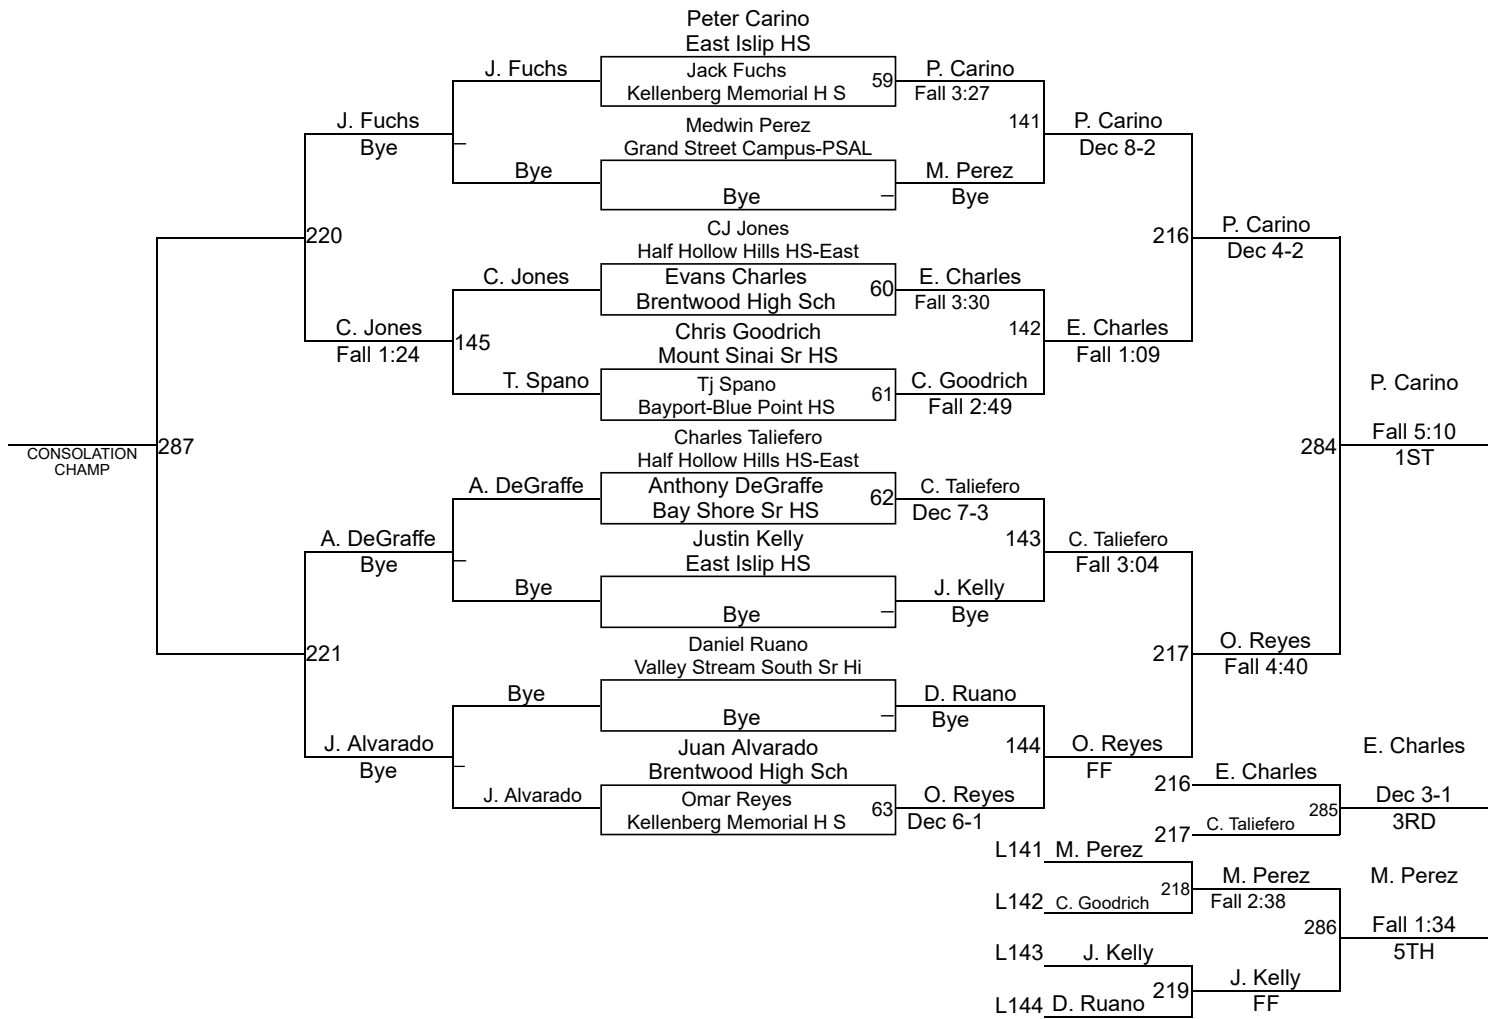 Peter Carino
East Islip HS
J. Fuchs
Jack Fuchs
Kellenberg Memorial H S
59
P. Carino
Fall 3:27
J. Fuchs
Bye
Medwin Perez
Grand Street Campus-PSAL
141
P. Carino
Dec 8-2
Bye
Bye
M. Perez
Bye
220
CJ Jones
Half Hollow Hills HS-East
216
P. Carino
Dec 4-2
C. Jones
Evans Charles
Brentwood High Sch
60
E. Charles
Fall 3:30
C. Jones
Fall 1:24
145
Chris Goodrich
Mount Sinai Sr HS
142
E. Charles
Fall 1:09
T. Spano
Tj Spano
Bayport-Blue Point HS
61
C. Goodrich
Fall 2:49
P. Carino
CONSOLATION
CHAMP
287
Charles Taliefero
Half Hollow Hills HS-East
284
Fall 5:10
1ST
A. DeGraffe
Anthony DeGraffe
Bay Shore Sr HS
62
C. Taliefero
Dec 7-3
A. DeGraffe
Bye
Justin Kelly
East Islip HS
143
C. Taliefero
Fall 3:04
Bye
Bye
J. Kelly
Bye
221
Daniel Ruano
Valley Stream South Sr Hi
217
O. Reyes
Fall 4:40
Bye
Bye
D. Ruano
Bye
J. Alvarado
Bye
Juan Alvarado
Brentwood High Sch
144
O. Reyes
FF
E. Charles
J. Alvarado
Omar Reyes
Kellenberg Memorial H S
63
O. Reyes
Dec 6-1
216
E. Charles
285
Dec 3-1
3RD
217
C. Taliefero
L141
M. Perez
218
M. Perez
Fall 2:38
M. Perez
L142
C. Goodrich
286
Fall 1:34
5TH
L143
J. Kelly
219
J. Kelly
FF
L144
D. Ruano